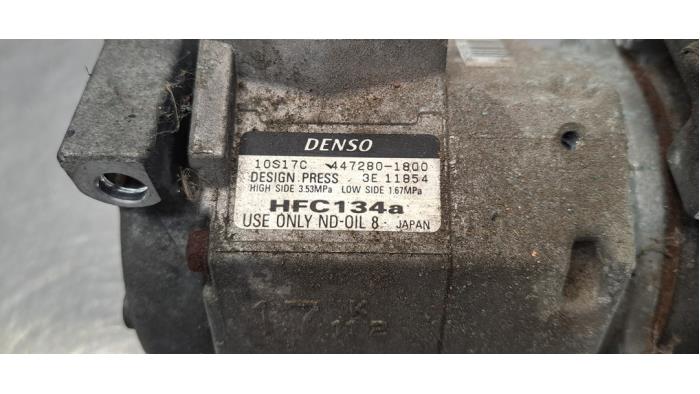 DENSO
10S17C 447280-1800
DESIGN PRESS 3E 11854
HIGH SIDE 3.53MPa LOW SIDE 1.67MPa
HFC134a
USE ONLY ND-OIL 8 JAPAN
17